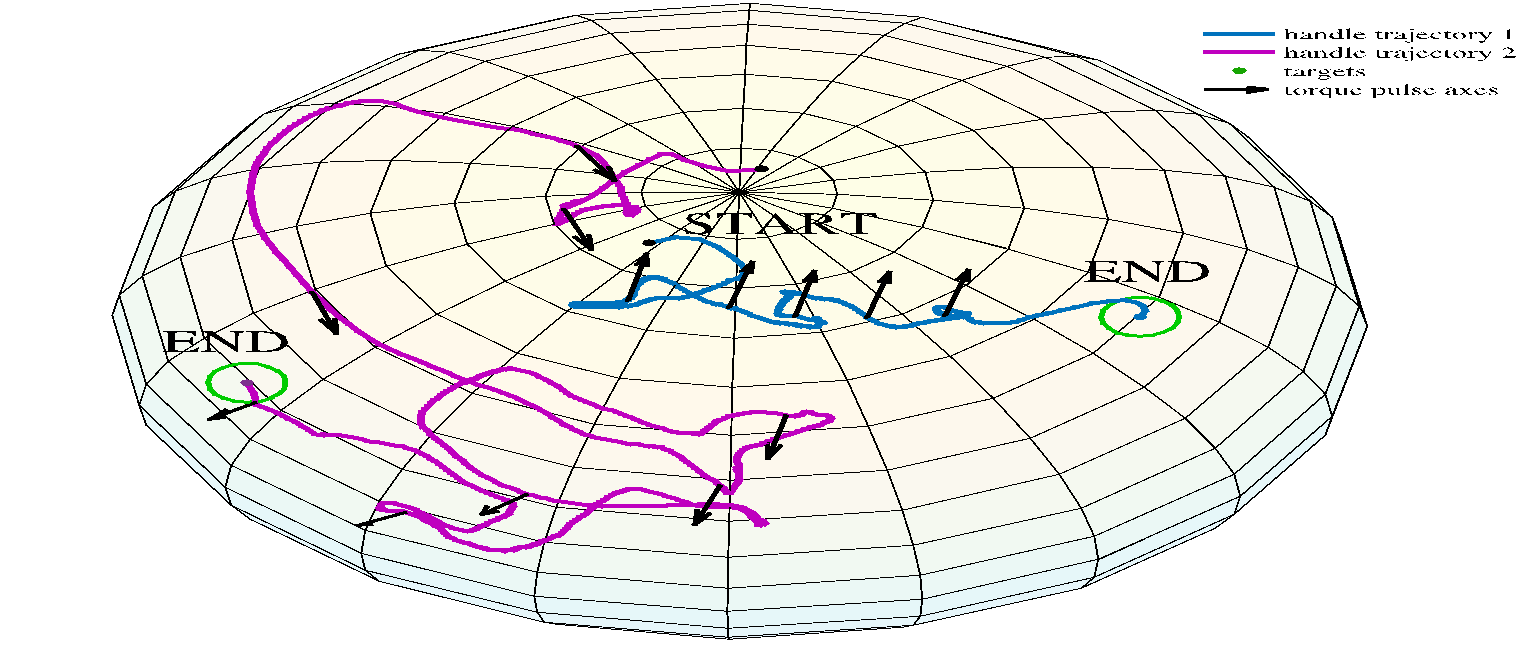 handle trajectory 1
handle trajectory 2
targets
torque pulse axes
START
END
END